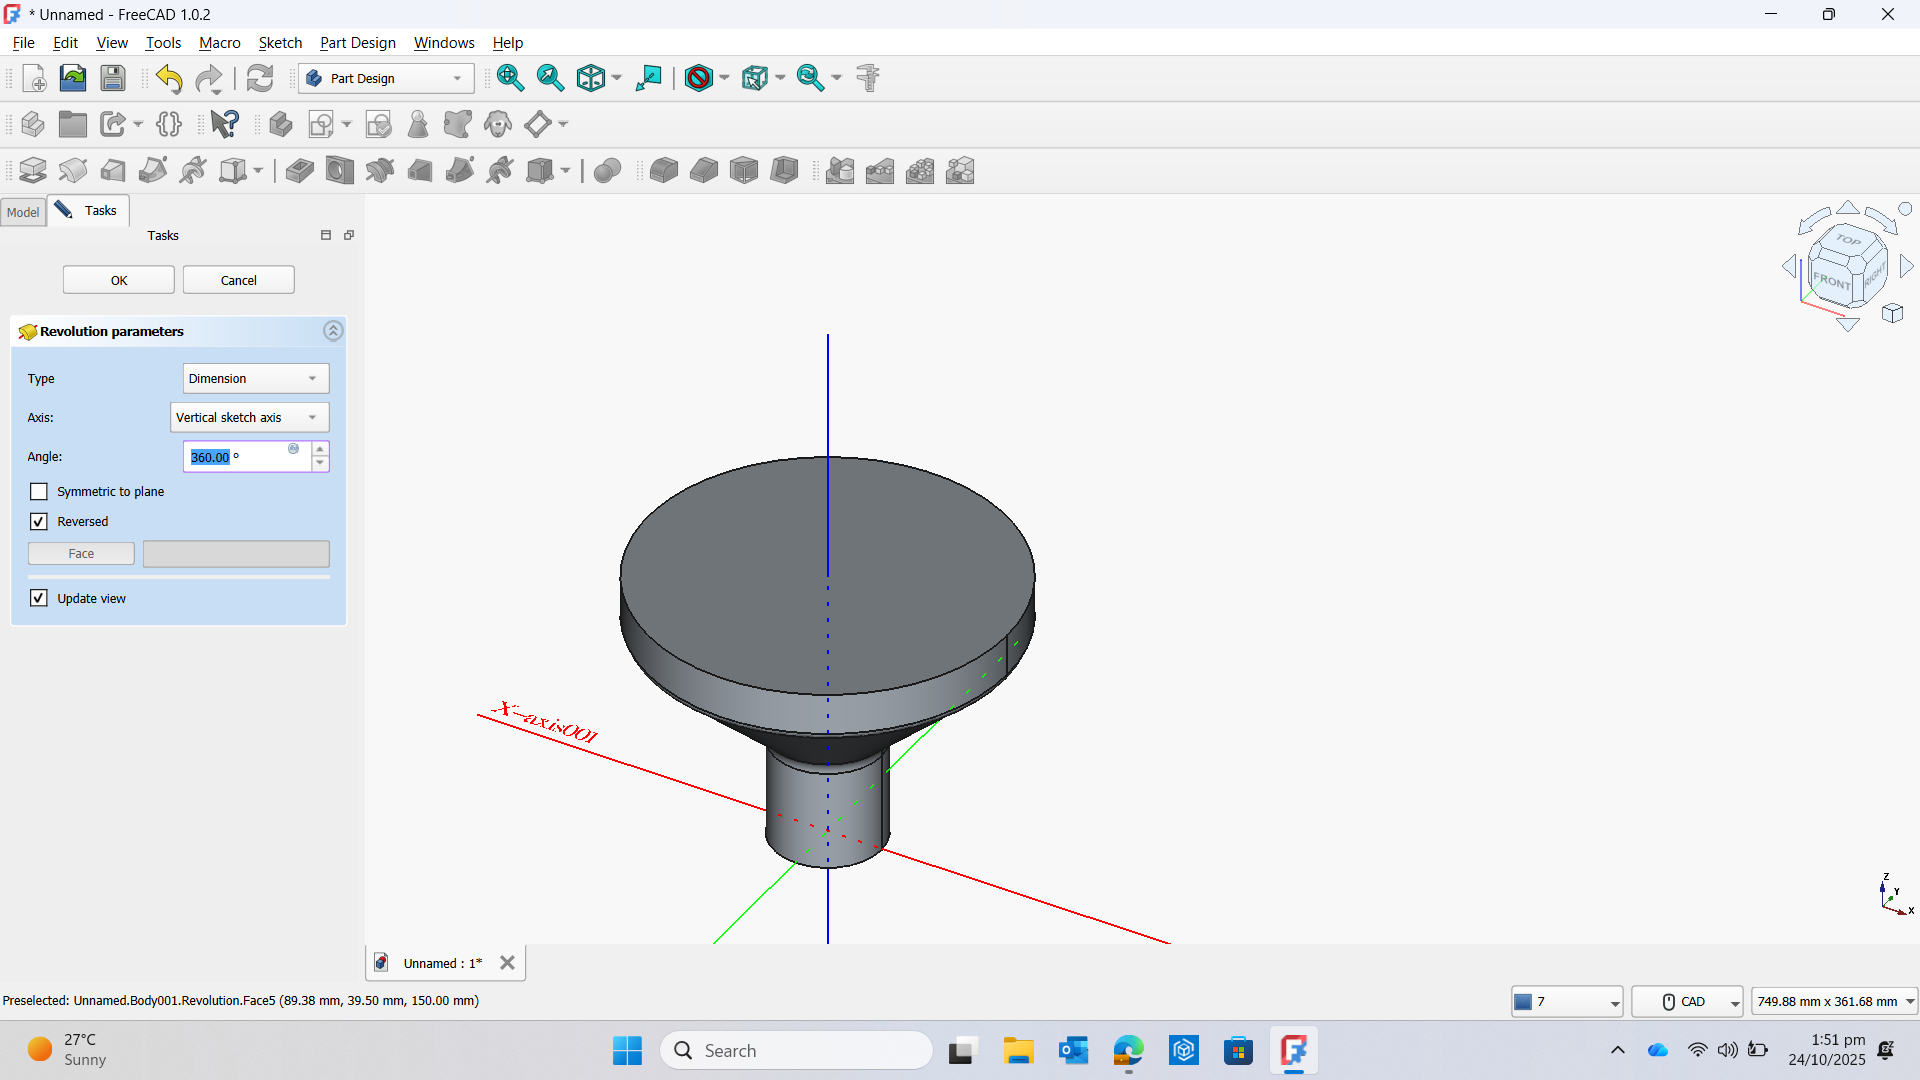 * Unnamed - FreeCAD 1.0.2
File Edit View Tools Macro Sketch Part Design Windows Help
Part Design
Model Tasks
Tasks
OK Cancel
Revolution parameters
Type Dimension
Axis: Vertical sketch axis
Angle: 360.00 °
Symmetric to plane
Reversed
Face
Update view
X-axis001
TOP
FRONT
RIGHT
Z
Y
X
Unnamed : 1*
Preselected: Unnamed.Body001.Revolution.Face5 (89.38 mm, 39.50 mm, 150.00 mm)
7 CAD 749.88 mm x 361.68 mm
27°C
Sunny
Search
1:51 pm
24/10/2025